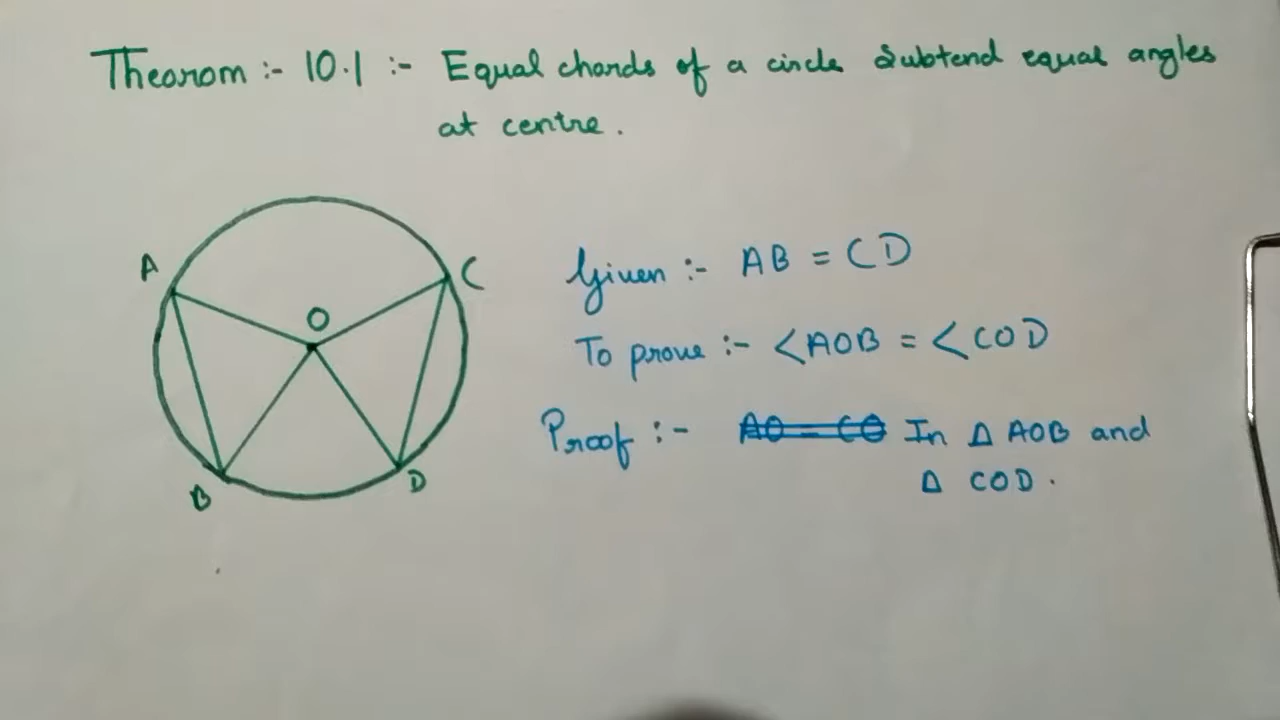 Theorom :- 10.1 :- Equal chords of a circle Subtend equal angles
at centre.
A
C
O
B
D
Given :- AB = CD
To prove :- <AOB = <COD
Proof :- AO = CO In Δ AOB and
Δ COD.